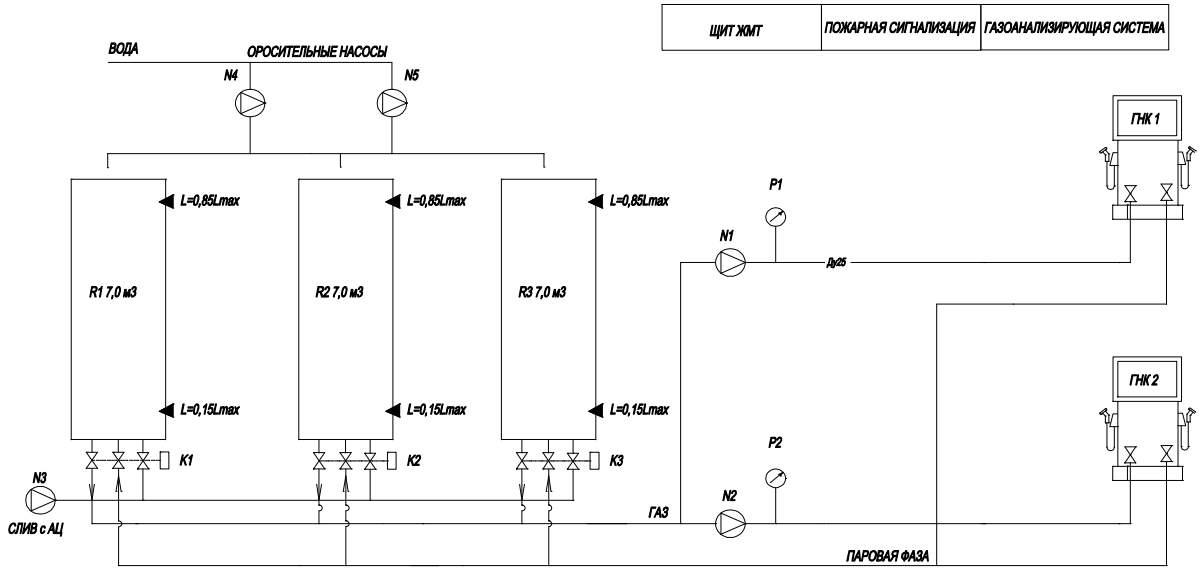 ЩИТ ЖМТ
ПОЖАРНАЯ СИГНАЛИЗАЦИЯ
ГАЗОАНАЛИЗИРУЮЩАЯ СИСТЕМА
ВОДА
ОРОСИТЕЛЬНЫЕ НАСОСЫ
N4
N5
ГНК 1
L=0,85Lmax
L=0,85Lmax
L=0,85Lmax
P1
N1
Ду25
R1 7,0 м3
R2 7,0 м3
R3 7,0 м3
ГНК 2
L=0,15Lmax
L=0,15Lmax
L=0,15Lmax
P2
K1
K2
K3
N3
N2
ГАЗ
СЛИВ с АЦ
ПАРОВАЯ ФАЗА